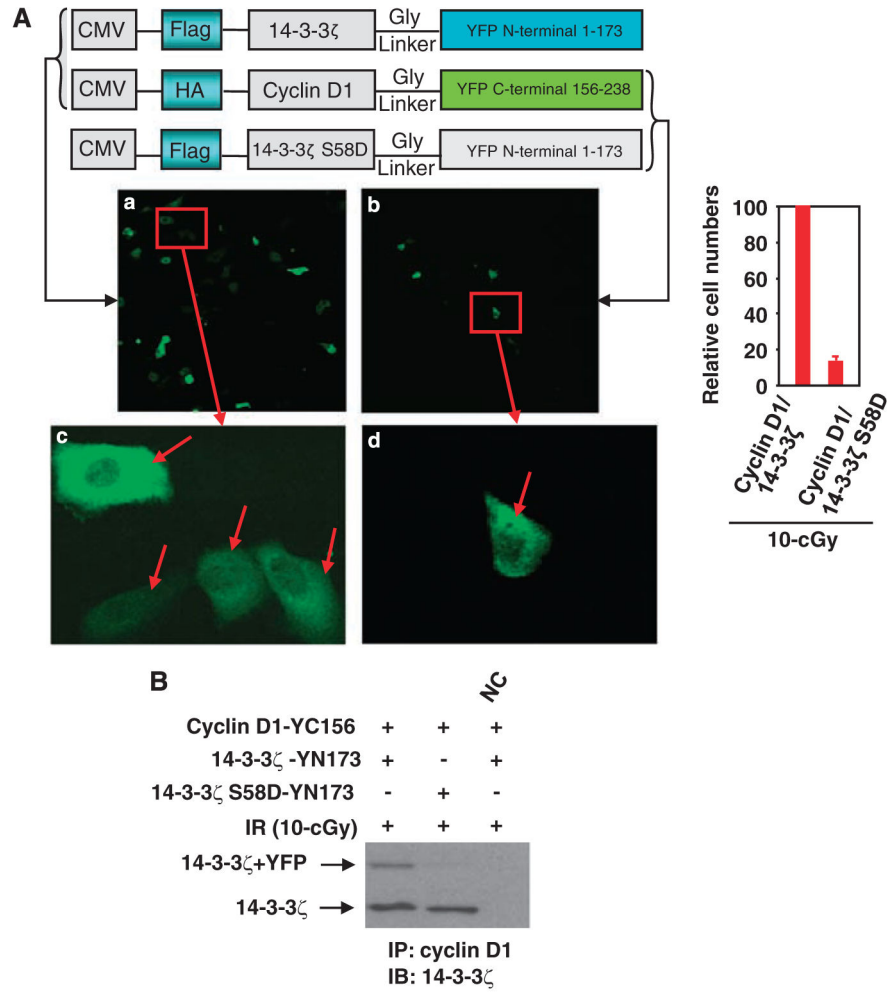 A
CMV Flag 14-3-3ζ Gly Linker YFP N-terminal 1-173
CMV HA Cyclin D1 Gly Linker YFP C-terminal 156-238
CMV Flag 14-3-3ζ S58D Gly Linker YFP N-terminal 1-173
a
b
c
d
Relative cell numbers
100
80
60
40
20
0
Cyclin D1/
14-3-3ζ
Cyclin D1/
14-3-3ζ S58D
10-cGy
B
NC
Cyclin D1-YC156 + + +
14-3-3ζ -YN173 + - +
14-3-3ζ S58D-YN173 - + -
IR (10-cGy) + + +
14-3-3ζ+YFP
14-3-3ζ
IP: cyclin D1
IB: 14-3-3ζ